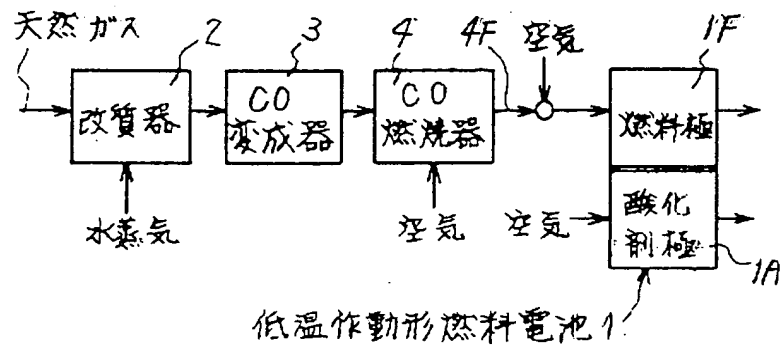 天然ガス
2
3
4
4F
空気
1F
改質器
CO
変成器
CO
燃焼器
燃料極
酸化
剤極
水蒸気
空気
空気
1A
低温作動形燃料電池1